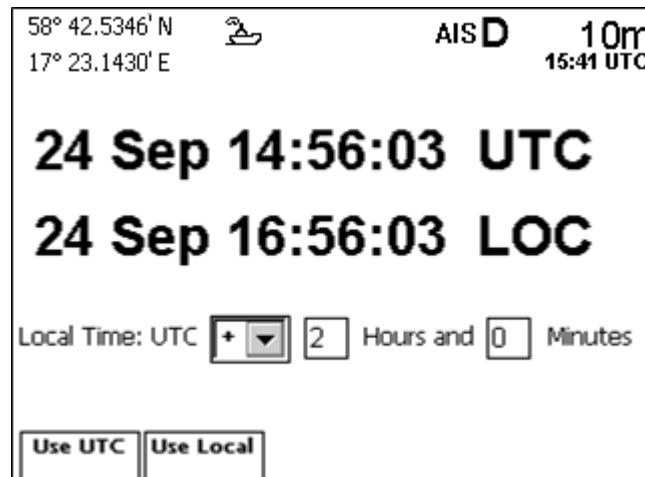 58° 42.5346' N AIS D 10m
17° 23.1430' E 15:41 UTC
24 Sep 14:56:03 UTC
24 Sep 16:56:03 LOC
Local Time: UTC + 2 Hours and 0 Minutes
Use UTC Use Local